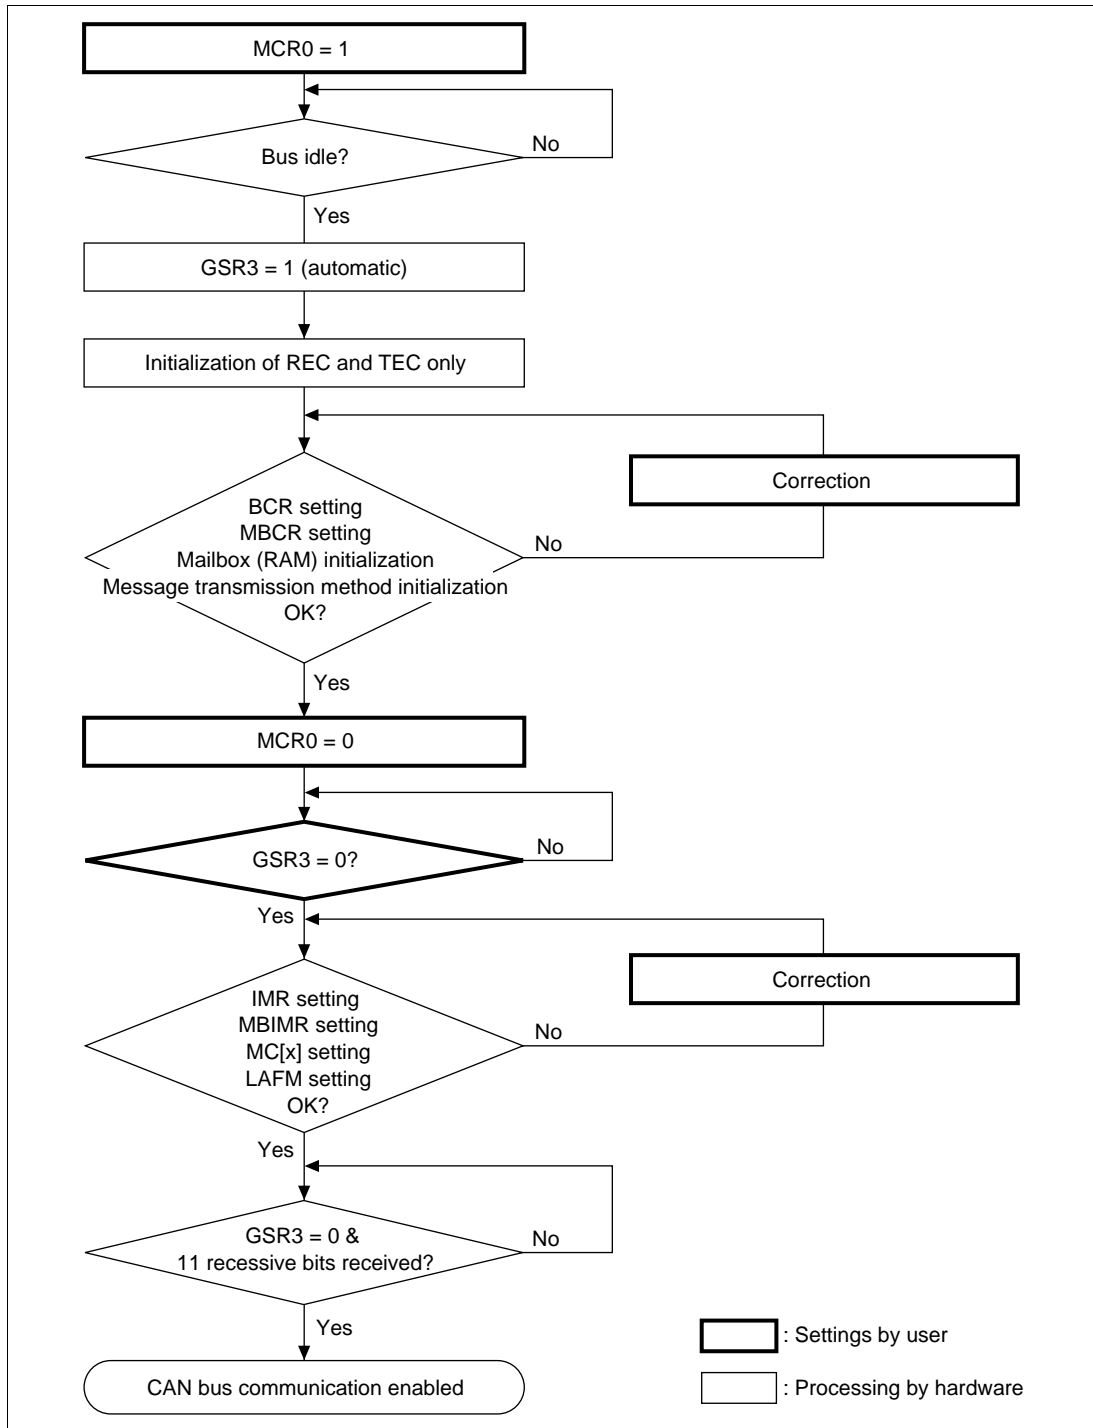 MCR0 = 1
Bus idle?
No
Yes
GSR3 = 1 (automatic)
Initialization of REC and TEC only
Correction
BCR setting
MBCR setting
Mailbox (RAM) initialization
Message transmission method initialization
OK?
No
Yes
MCR0 = 0
GSR3 = 0?
No
Yes
Correction
IMR setting
MBIMR setting
MC[x] setting
LAFM setting
OK?
No
Yes
GSR3 = 0 &
11 recessive bits received?
No
Yes
CAN bus communication enabled
: Settings by user
: Processing by hardware